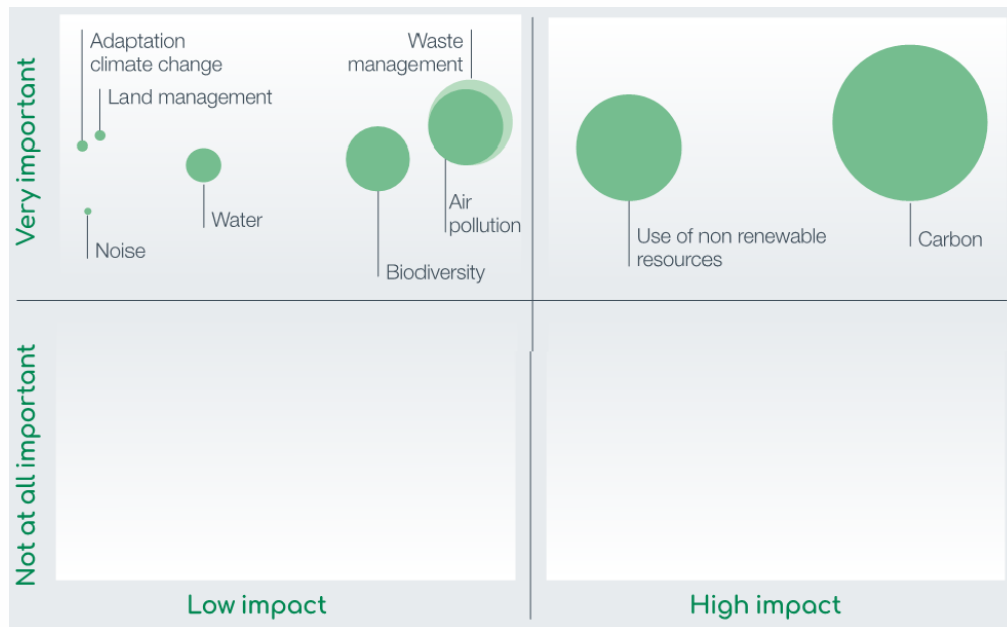 Very important
Adaptation
climate change
Land management
Noise
Water
Waste
management
Air
pollution
Biodiversity
Use of non renewable
resources
Carbon
Not at all important
Low impact
High impact